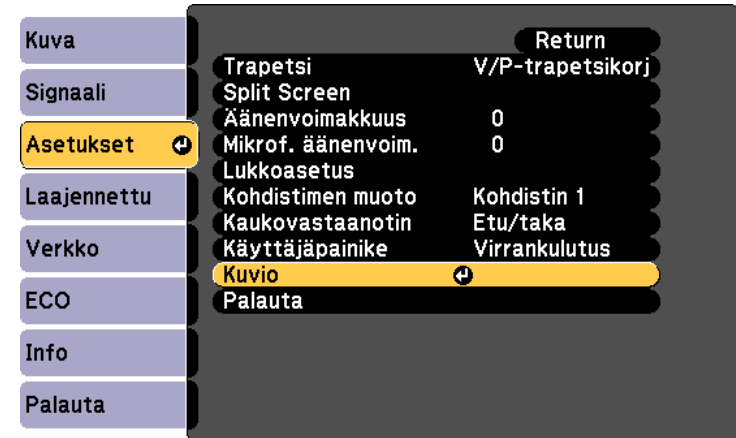 Kuva
Signaali
Asetukset
Laajennettu
Verkko
ECO
Info
Palauta
Return
Trapetsi V/P-trapetsikorj
Split Screen
Äänenvoimakkuus 0
Mikrof. äänenvoim. 0
Lukkoasetus
Kohdistimen muoto Kohdistin 1
Kaukovastaanotin Etu/taka
Käyttäjäpainike Virrankulutus
Kuvio
Palauta